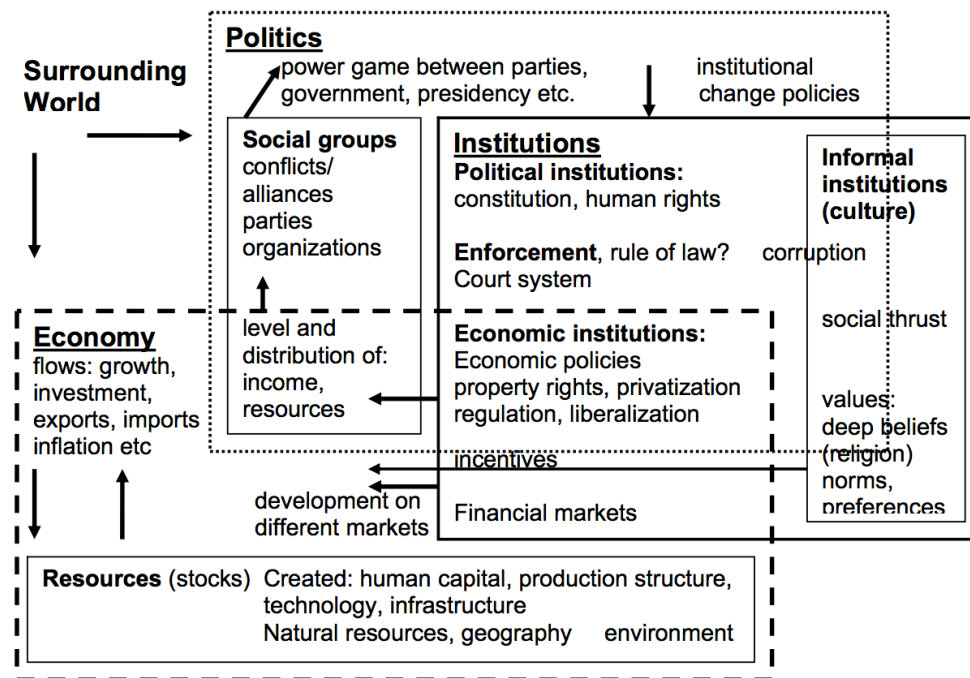 Politics
power game between parties,
government, presidency etc.
institutional
change policies
Surrounding
World
Social groups
conflicts/
alliances
parties
organizations
level and
distribution of:
income,
resources
Institutions
Political institutions:
constitution, human rights
Enforcement, rule of law? corruption
Court system
Economic institutions:
Economic policies
property rights, privatization
regulation, liberalization
incentives
Financial markets
Informal
institutions
(culture)
social thrust
values:
deep beliefs
(religion)
norms,
preferences
Economy
flows: growth,
investment,
exports, imports
inflation etc
development on
different markets
Resources (stocks) Created: human capital, production structure,
technology, infrastructure
Natural resources, geography environment